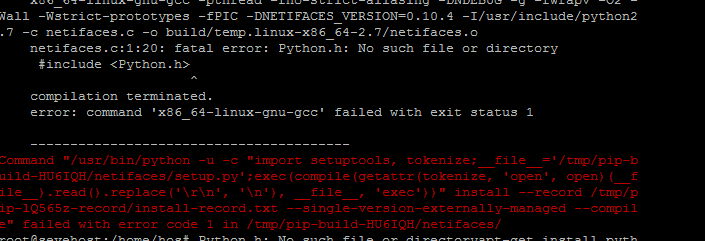 x86_64-linux-gnu-gcc -pthread -fno-strict-aliasing -DNDEBUG -g -fwrapv -O2 -
Wall -Wstrict-prototypes -fPIC -DNETIFACES_VERSION=0.10.4 -I/usr/include/python2
.7 -c netifaces.c -o build/temp.linux-x86_64-2.7/netifaces.o
netifaces.c:1:20: fatal error: Python.h: No such file or directory
#include <Python.h>
^
compilation terminated.
error: command 'x86_64-linux-gnu-gcc' failed with exit status 1
----------------------------------------
Command "/usr/bin/python -u -c "import setuptools, tokenize;__file__='/tmp/pip-b
uild-HU6IQH/netifaces/setup.py';exec(compile(getattr(tokenize, 'open', open)(__f
ile__).read().replace('\r\n', '\n'), __file__, 'exec'))" install --record /tmp/p
ip-lQ565z-record/install-record.txt --single-version-externally-managed --compil
e" failed with error code 1 in /tmp/pip-build-HU6IQH/netifaces/
Python.h: No such file or directoryapt-get install pyth